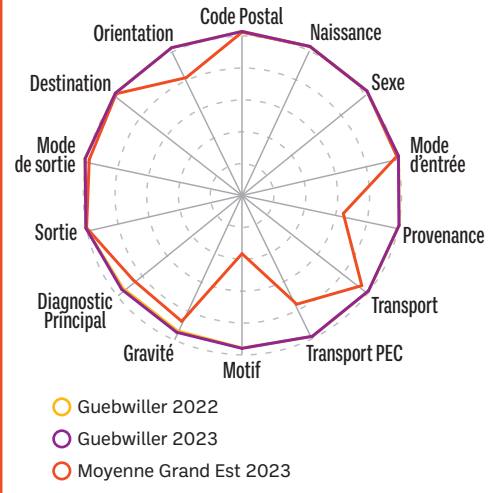 Code Postal
Naissance
Sexe
Mode
d'entrée
Provenance
Transport
Transport PEC
Motif
Gravité
Diagnostic
Principal
Sortie
Mode
de sortie
Destination
Orientation
Guebwiller 2022
Guebwiller 2023
Moyenne Grand Est 2023